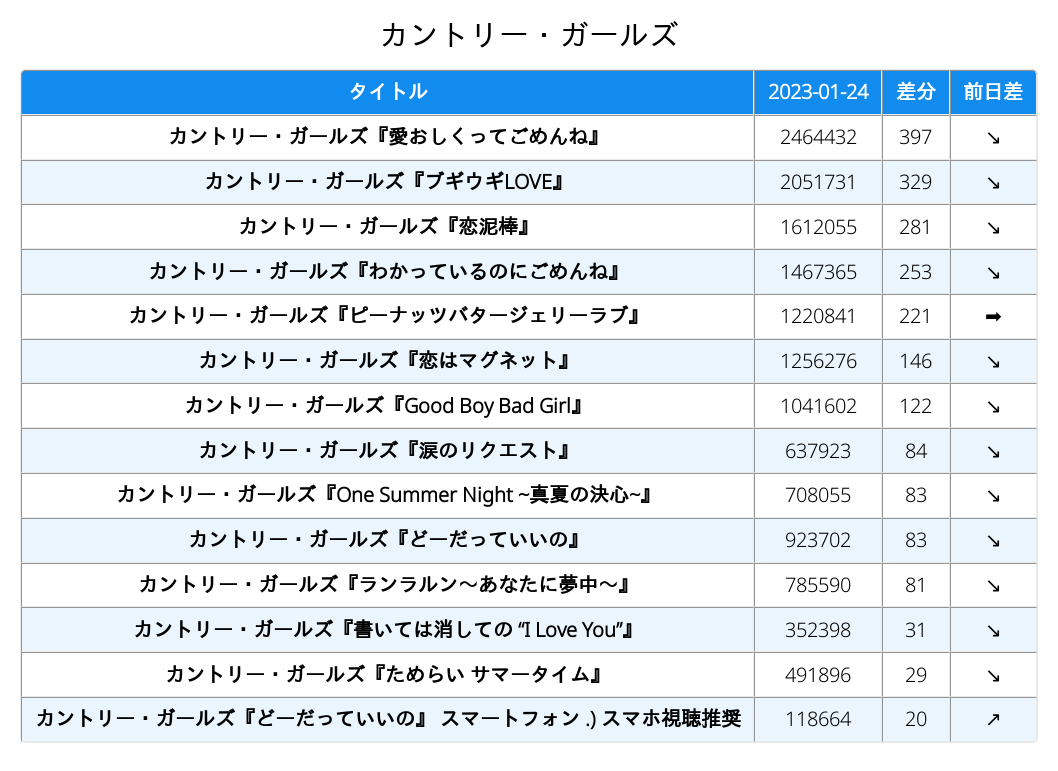 カントリー・ガールズ
タイトル 2023-01-24 差分 前日差
カントリー・ガールズ『愛おしくってごめんね』 2464432 397 ↘
カントリー・ガールズ『ブギウギLOVE』 2051731 329 ↘
カントリー・ガールズ『恋泥棒』 1612055 281 ↘
カントリー・ガールズ『わかっているのにごめんね』 1467365 253 ↘
カントリー・ガールズ『ピーナッツバタージェリーラブ』 1220841 221 ➡
カントリー・ガールズ『恋はマグネット』 1256276 146 ↘
カントリー・ガールズ『Good Boy Bad Girl』 1041602 122 ↘
カントリー・ガールズ『涙のリクエスト』 637923 84 ↘
カントリー・ガールズ『One Summer Night ~真夏の決心~』 708055 83 ↘
カントリー・ガールズ『どーだっていいの』 923702 83 ↘
カントリー・ガールズ『ランラルン～あなたに夢中～』 785590 81 ↘
カントリー・ガールズ『書いては消しての “I Love You”』 352398 31 ↘
カントリー・ガールズ『ためらい サマータイム』 491896 29 ↘
カントリー・ガールズ『どーだっていいの』 スマートフォン .) スマホ視聴推奨 118664 20 ↗